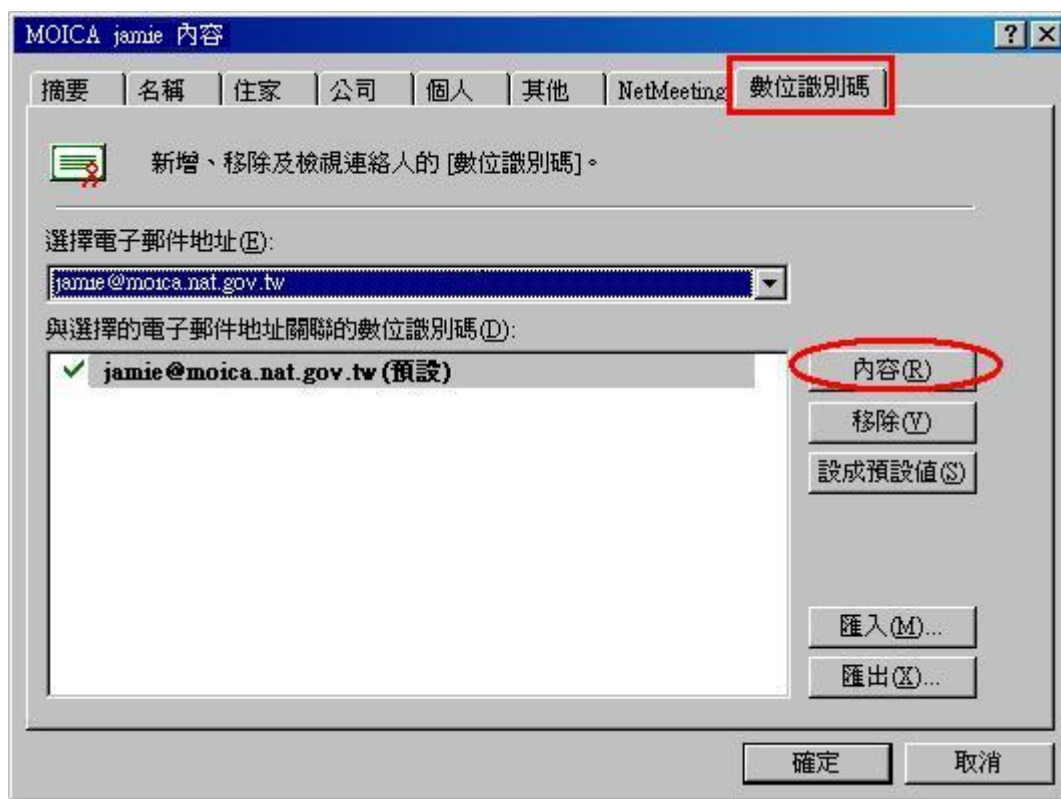 MOICA jamie 內容
摘要 名稱 住家 公司 個人 其他 NetMeeting 數位識別碼
新增、移除及檢視連絡人的 [數位識別碼]。
選擇電子郵件地址(E):
jamie@moica.nat.gov.tw
與選擇的電子郵件地址關聯的數位識別碼(D):
jamie@moica.nat.gov.tw (預設)
內容(R)
移除(V)
設成預設值(S)
匯入(M)...
匯出(X)...
確定 取消